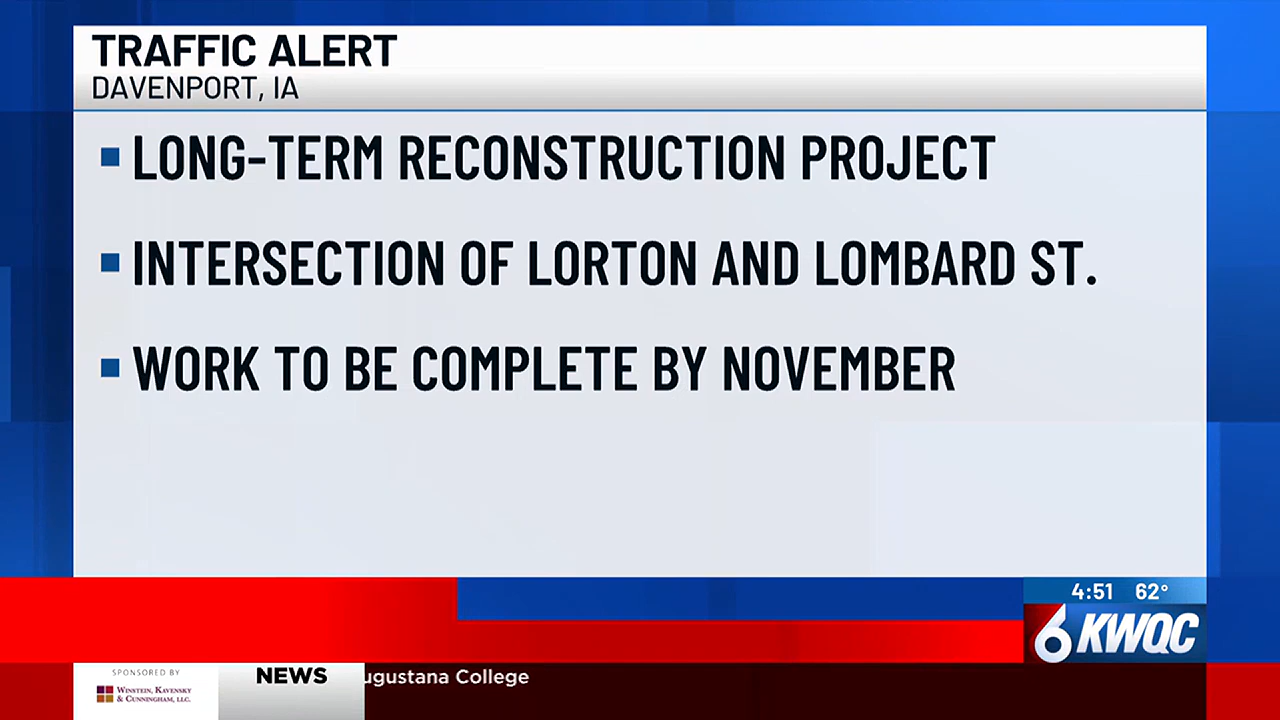 TRAFFIC ALERT
DAVENPORT, IA
LONG-TERM RECONSTRUCTION PROJECT
INTERSECTION OF LORTON AND LOMBARD ST.
WORK TO BE COMPLETE BY NOVEMBER
4:51 62°
6 KWQC
SPONSORED BY
WINSTEIN, KAVENSKY
& CUNNINGHAM, LLC.
NEWS
ugustana College